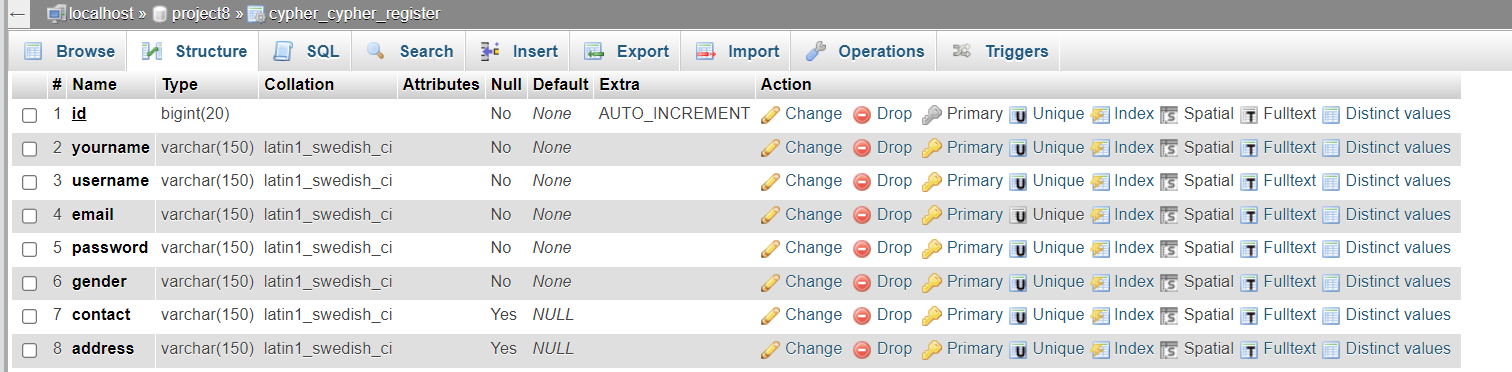 localhost » project8 » cypher_cypher_register
Browse Structure SQL Search Insert Export Import Operations Triggers
# Name Type Collation Attributes Null Default Extra Action
1 id bigint(20) No None AUTO_INCREMENT Change Drop Primary Unique Index Spatial Fulltext Distinct values
2 yourname varchar(150) latin1_swedish_ci No None Change Drop Primary Unique Index Spatial Fulltext Distinct values
3 username varchar(150) latin1_swedish_ci No None Change Drop Primary Unique Index Spatial Fulltext Distinct values
4 email varchar(150) latin1_swedish_ci No None Change Drop Primary Unique Index Spatial Fulltext Distinct values
5 password varchar(150) latin1_swedish_ci No None Change Drop Primary Unique Index Spatial Fulltext Distinct values
6 gender varchar(150) latin1_swedish_ci No None Change Drop Primary Unique Index Spatial Fulltext Distinct values
7 contact varchar(150) latin1_swedish_ci Yes NULL Change Drop Primary Unique Index Spatial Fulltext Distinct values
8 address varchar(150) latin1_swedish_ci Yes NULL Change Drop Primary Unique Index Spatial Fulltext Distinct values